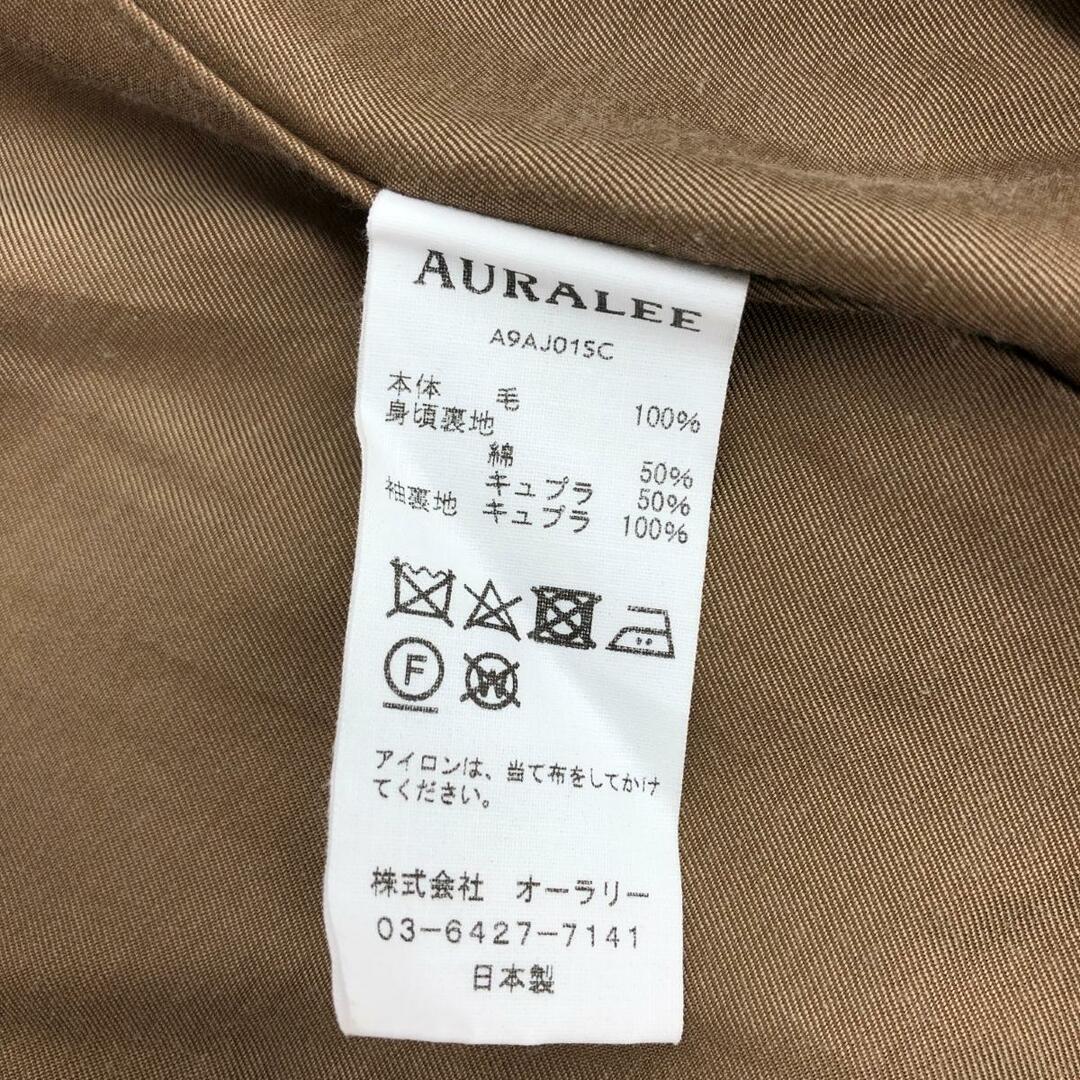 AURALEE
A9AJ01SC
本体 毛 100%
身頃裏地
綿 50%
キュプラ 50%
袖裏地 キュプラ 100%
F
W
アイロンは、当て布をしてかけ
てください。
株式会社 オーラリー
03-6427-7141
日本製